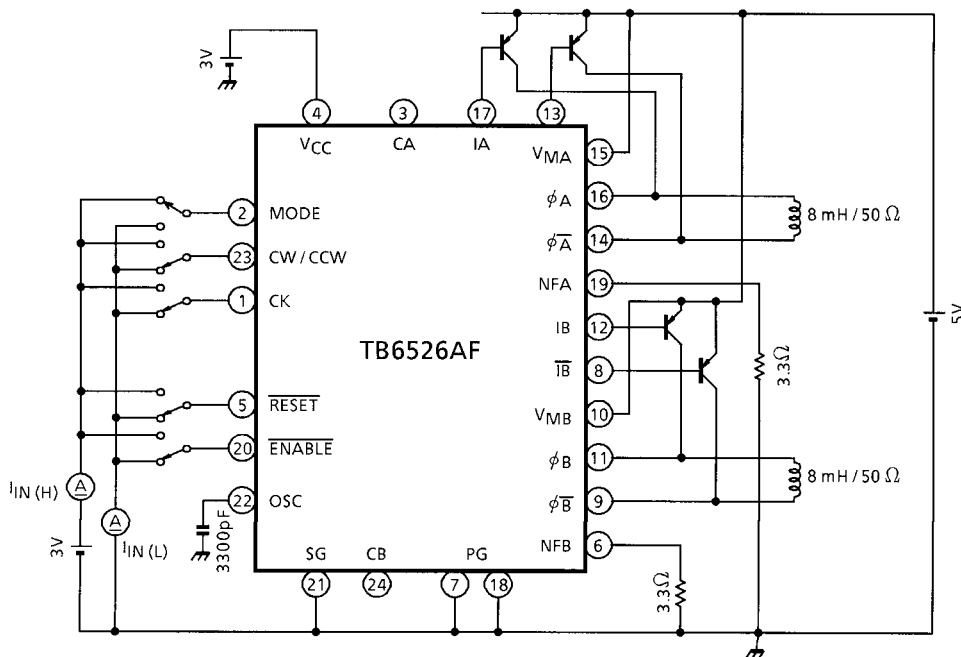 3V
4
3
17
13
VCC
CA
IA
VMA
15
MODE
2
ϕA
16
8 mH / 50 Ω
ϕA̅
14
CW / CCW
23
NFA
19
CK
1
IB
12
TB6526AF
5V
3.3Ω
I̅B̅
8
R̅E̅S̅E̅T̅
5
VMB
10
E̅N̅A̅B̅L̅E̅
20
ϕB
11
8 mH / 50 Ω
IIN (H)
A
OSC
22
ϕB̅
9
3300pF
A
IIN (L)
3V
NFB
6
SG
CB
PG
21
24
7
18
3.3Ω